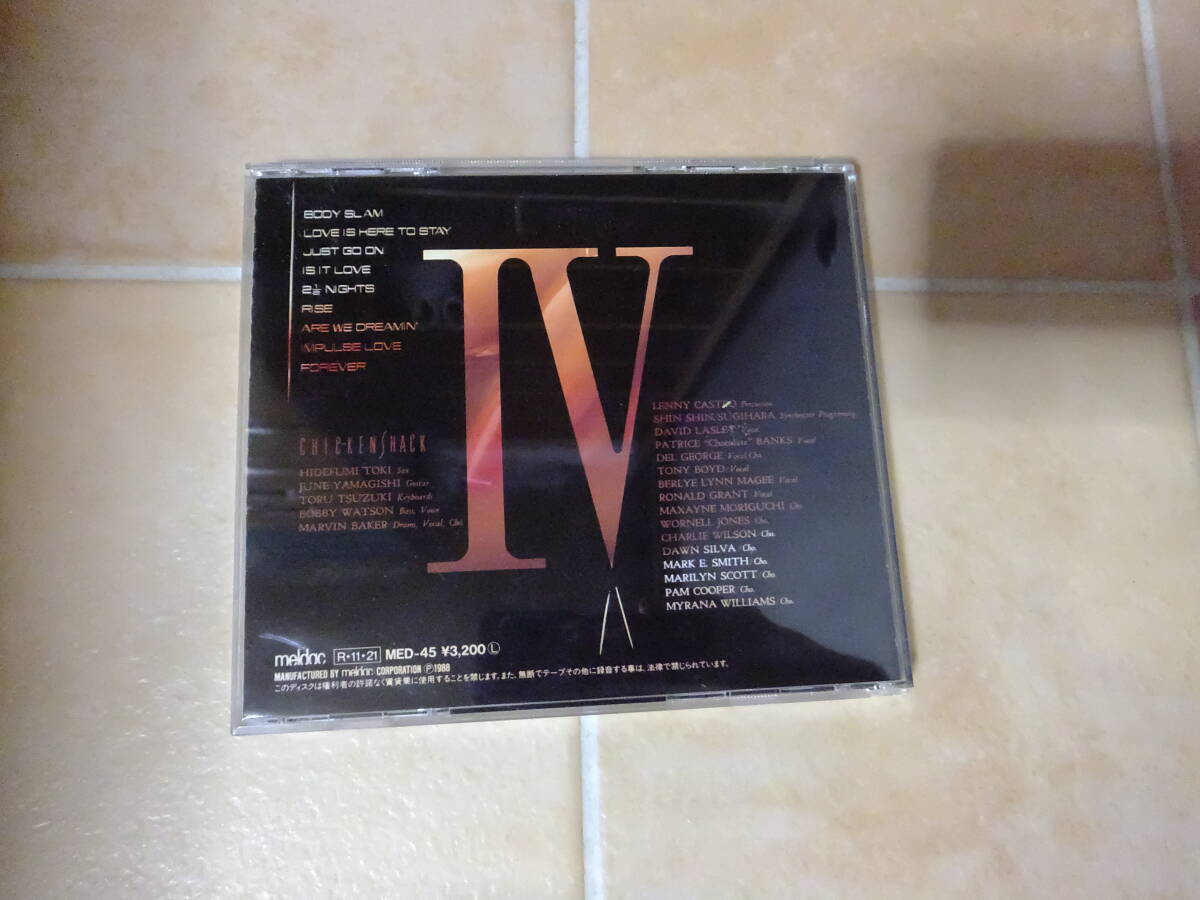 BODY SLAM
LOVE IS HERE TO STAY
JUST GO ON
IS IT LOVE
2½ NIGHTS
RISE
ARE WE DREAMIN'
IMPULSE LOVE
FOREVER
IV
CHICKENSHACK
HIDEFUMI TOKI Sax
JUNE YAMAGISHI Guitar
TORU TSUZUKI Keyboards
BOBBY WATSON Bass, Voice
MARVIN BAKER Drums, Vocal, Cho.
LENNY CASTRO Percussion
SHIN SHIN SUGIHARA Synthesizer Programing
DAVID LASLEY Vocal
PATRICE "Chocolate" BANKS Vocal
DEL GEORGE Vocal, Cho.
TONY BOYD Vocal
BERLYE LYNN MAGEE Vocal
RONALD GRANT Vocal
MAXAYNE MORIGUCHI Cho.
WORNELL JONES Cho.
CHARLIE WILSON Cho.
DAWN SILVA Cho.
MARK E. SMITH Cho.
MARILYN SCOTT Cho.
PAM COOPER Cho.
MYRANA WILLIAMS Cho.
meldac R・11・21 MED-45 ¥3,200 Ⓛ
MANUFACTURED BY meldac CORPORATION Ⓟ1988
このディスクは権利者の許諾なく賃貸業に使用することを禁じます。また、無断でテープその他に録音する事は、法律で禁じられています。